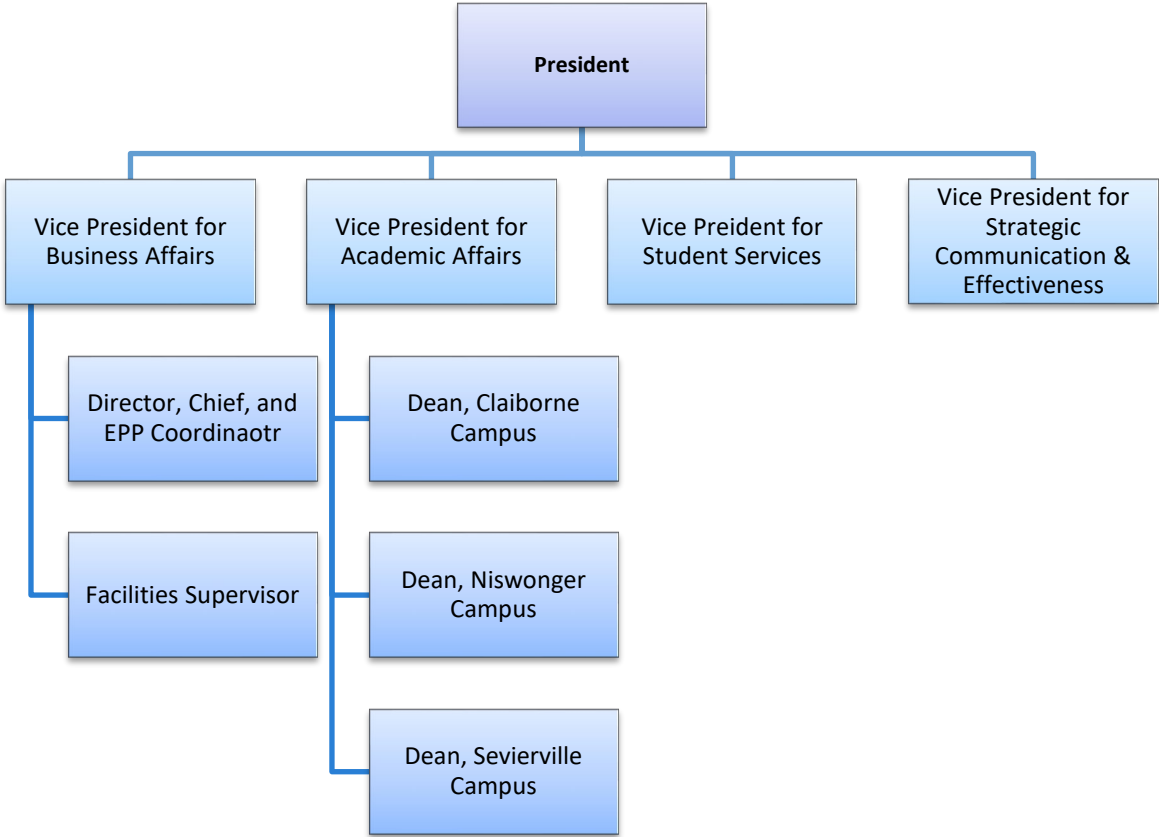 President
Vice President for
Business Affairs
Vice President for
Academic Affairs
Vice Preident for
Student Services
Vice President for
Strategic
Communication &
Effectiveness
Director, Chief, and
EPP Coordinaotr
Dean, Claiborne
Campus
Facilities Supervisor
Dean, Niswonger
Campus
Dean, Sevierville
Campus